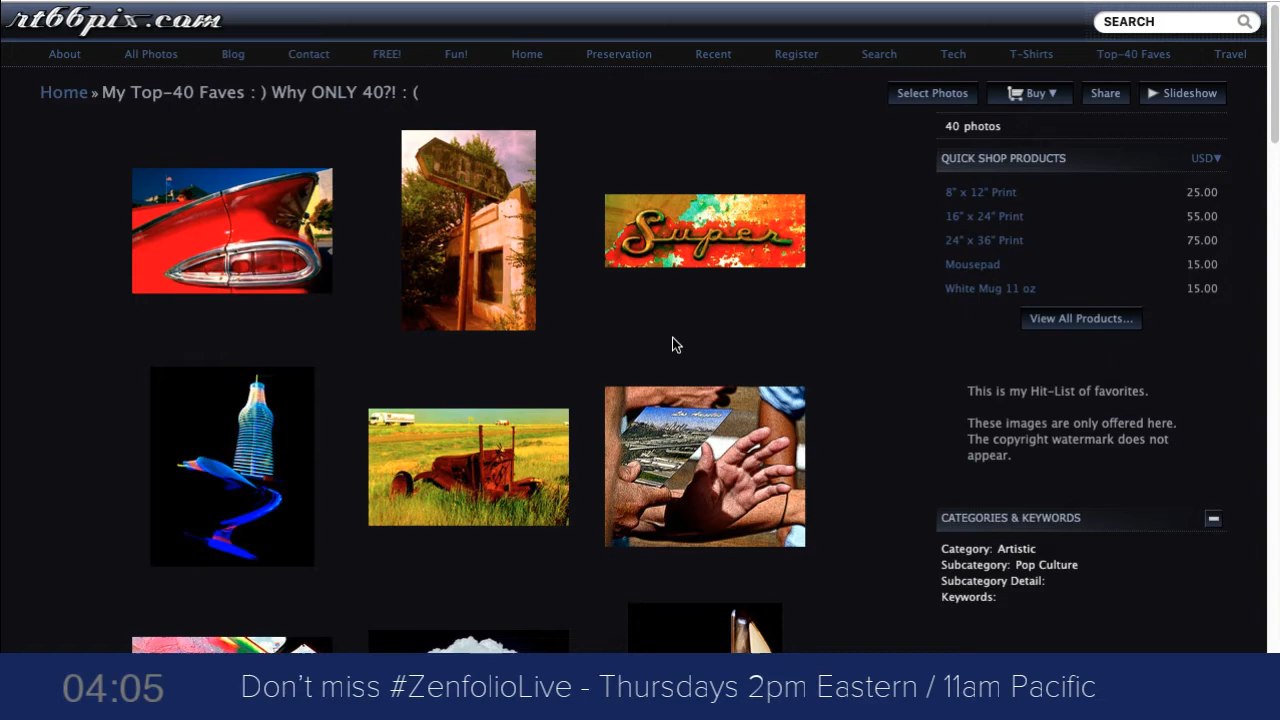 rt66pix.com
SEARCH
About All Photos Blog Contact FREE! Fun! Home Preservation Recent Register Search Tech T-Shirts Top-40 Faves Travel
Home » My Top-40 Faves : ) Why ONLY 40?! : (
Select Photos Buy ▼ Share Slideshow
40 photos
QUICK SHOP PRODUCTS USD▼
8" x 12" Print 25.00
16" x 24" Print 55.00
24" x 36" Print 75.00
Mousepad 15.00
White Mug 11 oz 15.00
View All Products...
Super
Los Angeles
This is my Hit-List of favorites.
These images are only offered here.
The copyright watermark does not
appear.
CATEGORIES & KEYWORDS
Category: Artistic
Subcategory: Pop Culture
Subcategory Detail:
Keywords:
04:05
Don't miss #ZenfolioLive - Thursdays 2pm Eastern / 11am Pacific